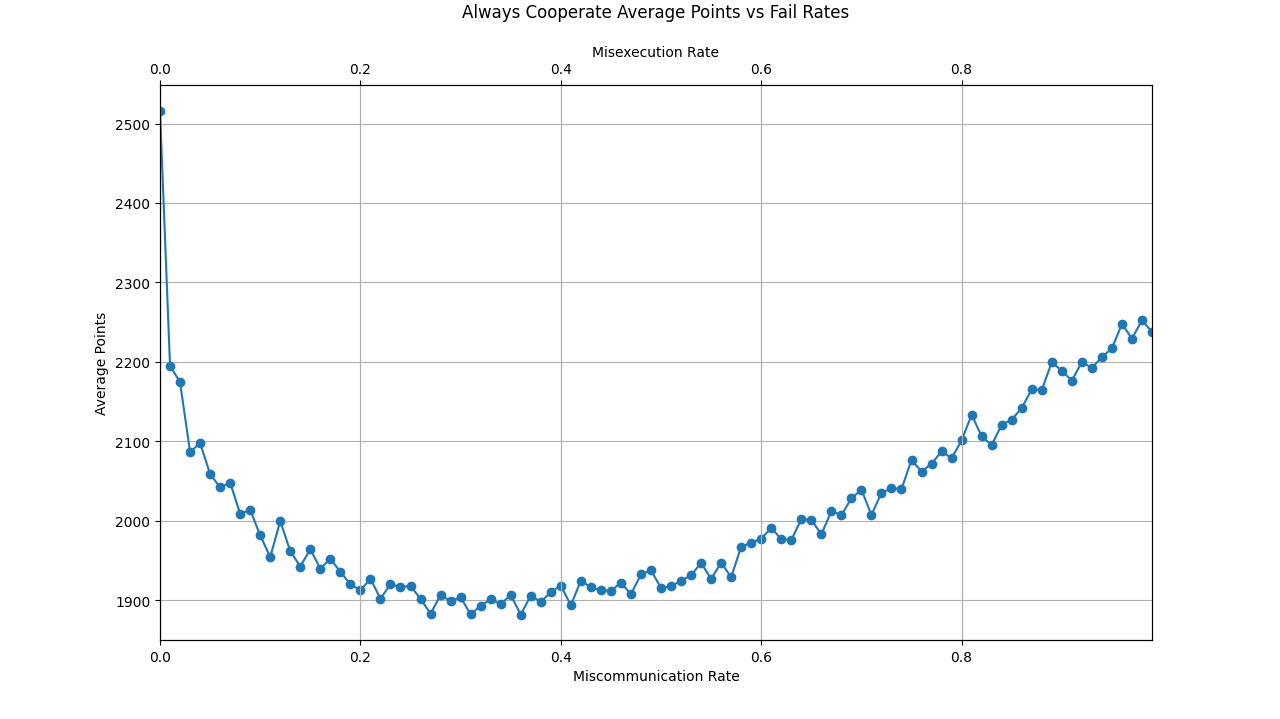 Always Cooperate Average Points vs Fail Rates
Misexecution Rate
0.0 0.2 0.4 0.6 0.8
2500
2400
2300
2200
2100
2000
1900
Average Points
0.0 0.2 0.4 0.6 0.8
Miscommunication Rate